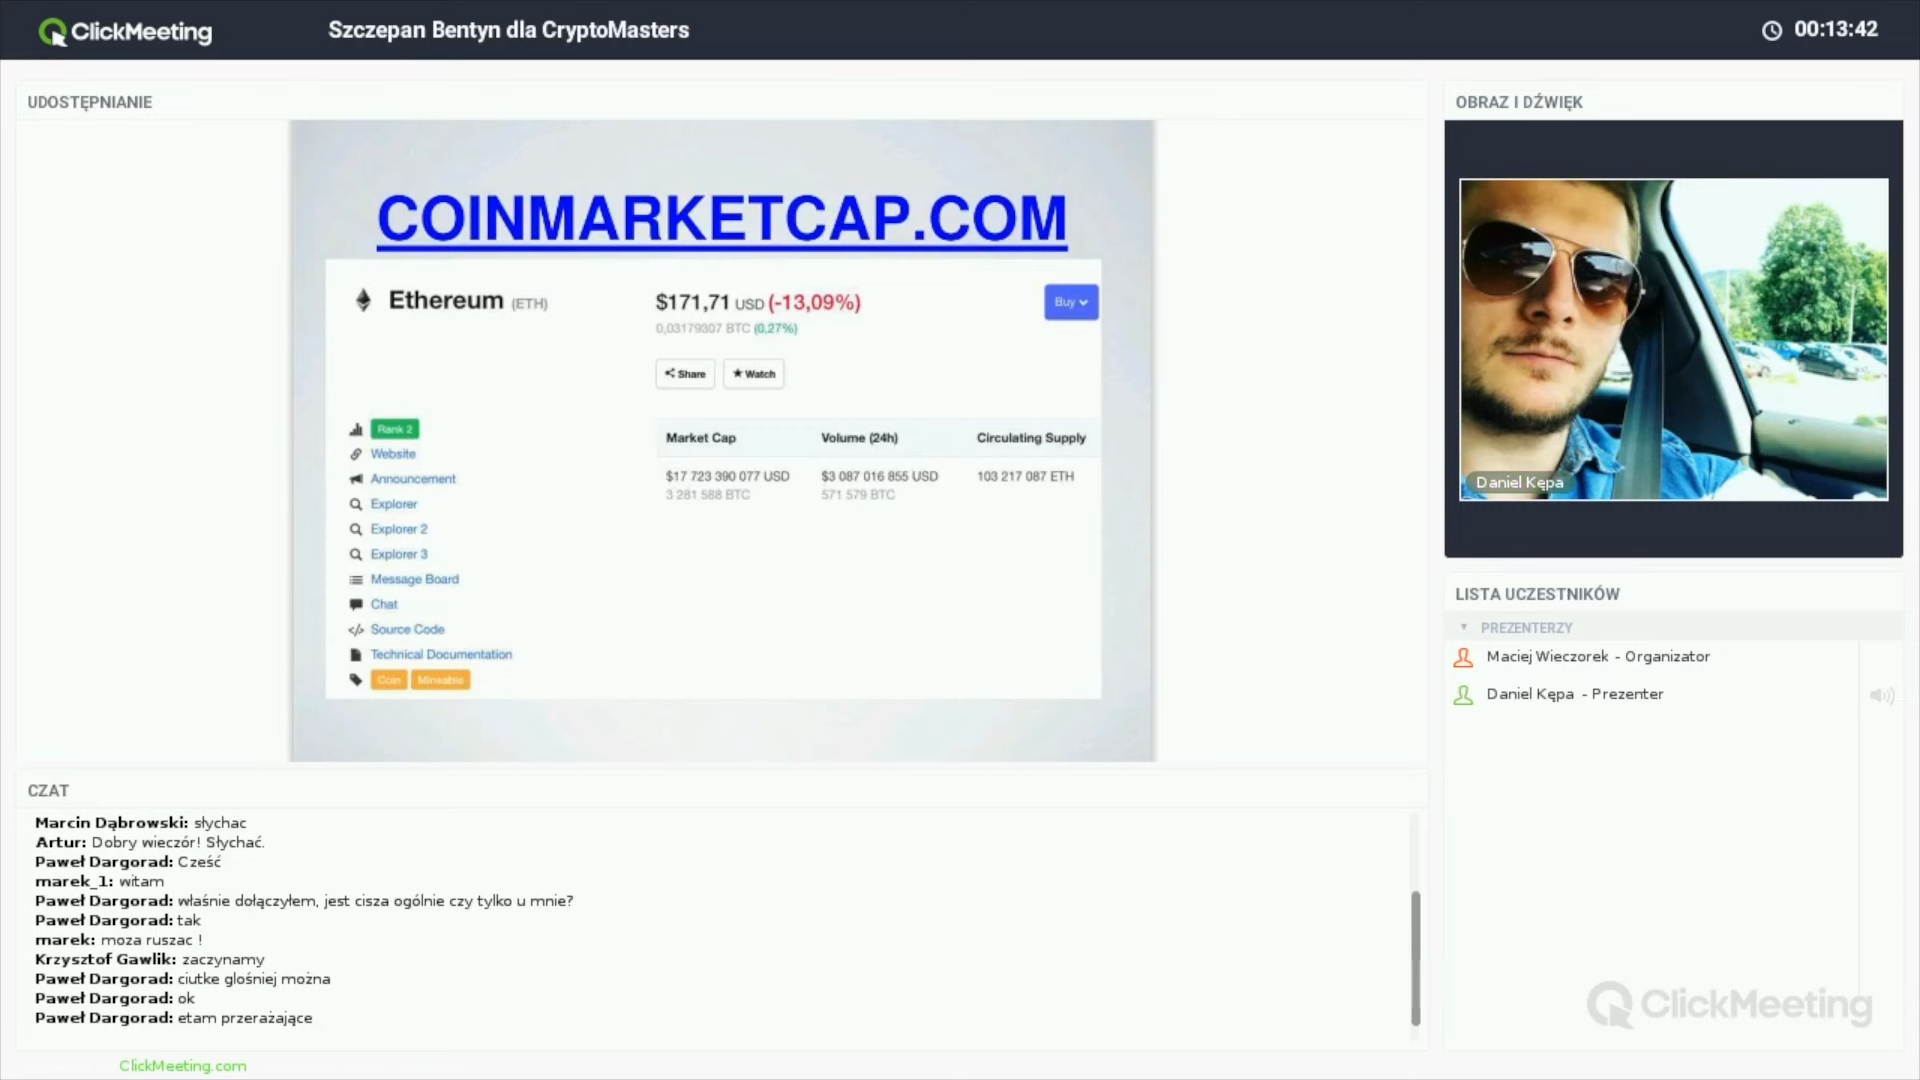 ClickMeeting
Szczepan Bentyn dla CryptoMasters
00:13:42
UDOSTĘPNIANIE
COINMARKETCAP.COM
Ethereum (ETH)
$171,71 USD (-13,09%)
0,03179307 BTC (0,27%)
Buy
Share
Watch
Rank 2
Website
Announcement
Explorer
Explorer 2
Explorer 3
Message Board
Chat
Source Code
Technical Documentation
Coin Mineable
Market Cap Volume (24h) Circulating Supply
$17 723 390 077 USD $3 087 016 855 USD 103 217 087 ETH
3 281 588 BTC 571 579 BTC
OBRAZ I DŹWIĘK
Daniel Kępa
LISTA UCZESTNIKÓW
PREZENTERZY
Maciej Wieczorek - Organizator
Daniel Kępa - Prezenter
CZAT
Marcin Dąbrowski: słychac
Artur: Dobry wieczór! Słychać.
Paweł Dargorad: Cześć
marek_1: witam
Paweł Dargorad: właśnie dołączyłem, jest cisza ogólnie czy tylko u mnie?
Paweł Dargorad: tak
marek: moza ruszac !
Krzysztof Gawlik: zaczynamy
Paweł Dargorad: ciutke glośniej można
Paweł Dargorad: ok
Paweł Dargorad: etam przerażające
ClickMeeting
ClickMeeting.com